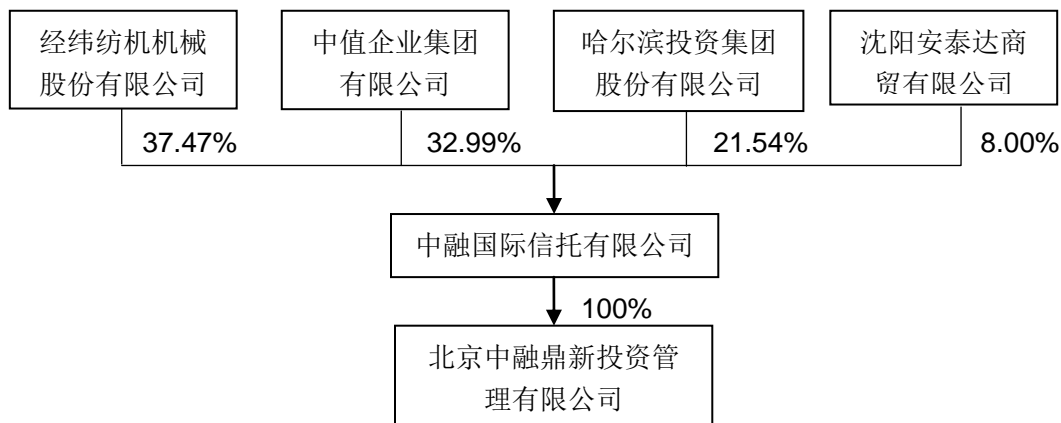 经纬纺机机械
股份有限公司
中值企业集团
有限公司
哈尔滨投资集团
股份有限公司
沈阳安泰达商
贸有限公司
37.47%
32.99%
21.54%
8.00%
中融国际信托有限公司
100%
北京中融鼎新投资管
理有限公司